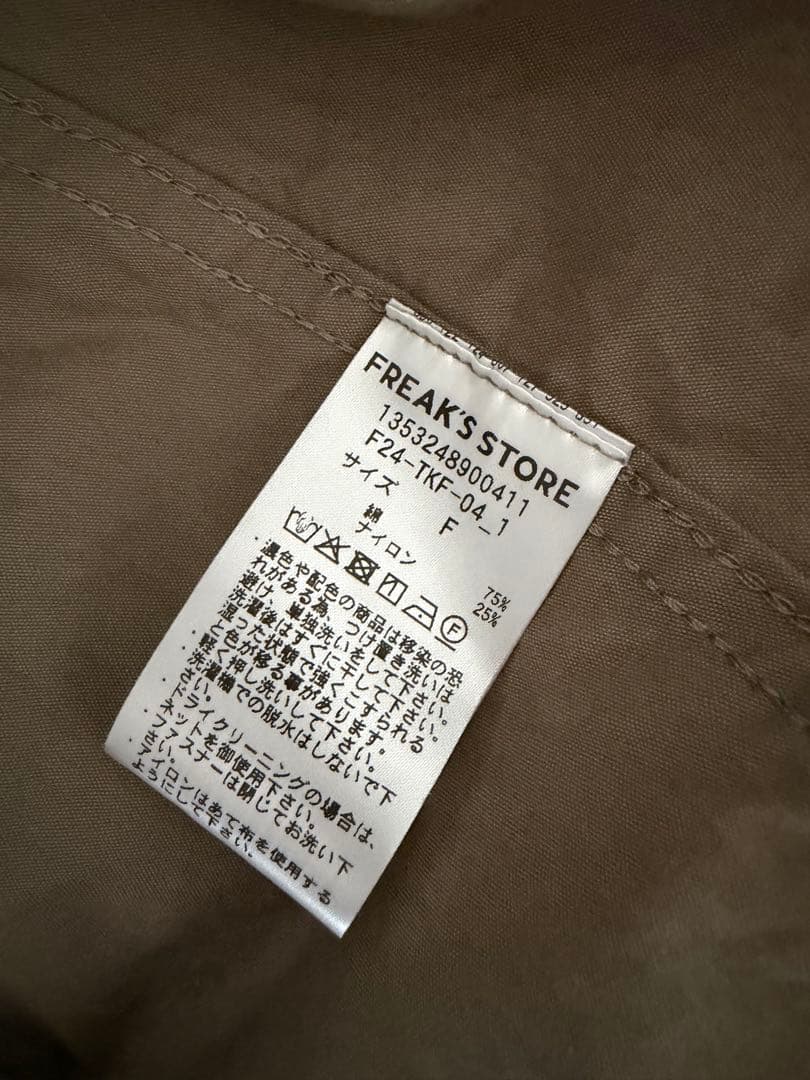 FREAK'S STORE
1353248900411
F24-TKF-04_1
サイズ F
綿 75%
ナイロン 25%
F
・濃色や配色の商品は移染の恐
れがある為、つけ置き洗いは
避け、単独洗いをして下さい。
洗濯後はすぐに干して下さい。
湿った状態で強くこすられる
と色が移る事があります。
・軽く押し洗いして下さい。
洗濯槽での脱水はしないで下
さい。
・ドライクリーニングの場合は、
ネットを御使用下さい。
・ファスナーは閉じてお洗い下
さい。
・アイロンはあて布を使用する
ようにして下さい。